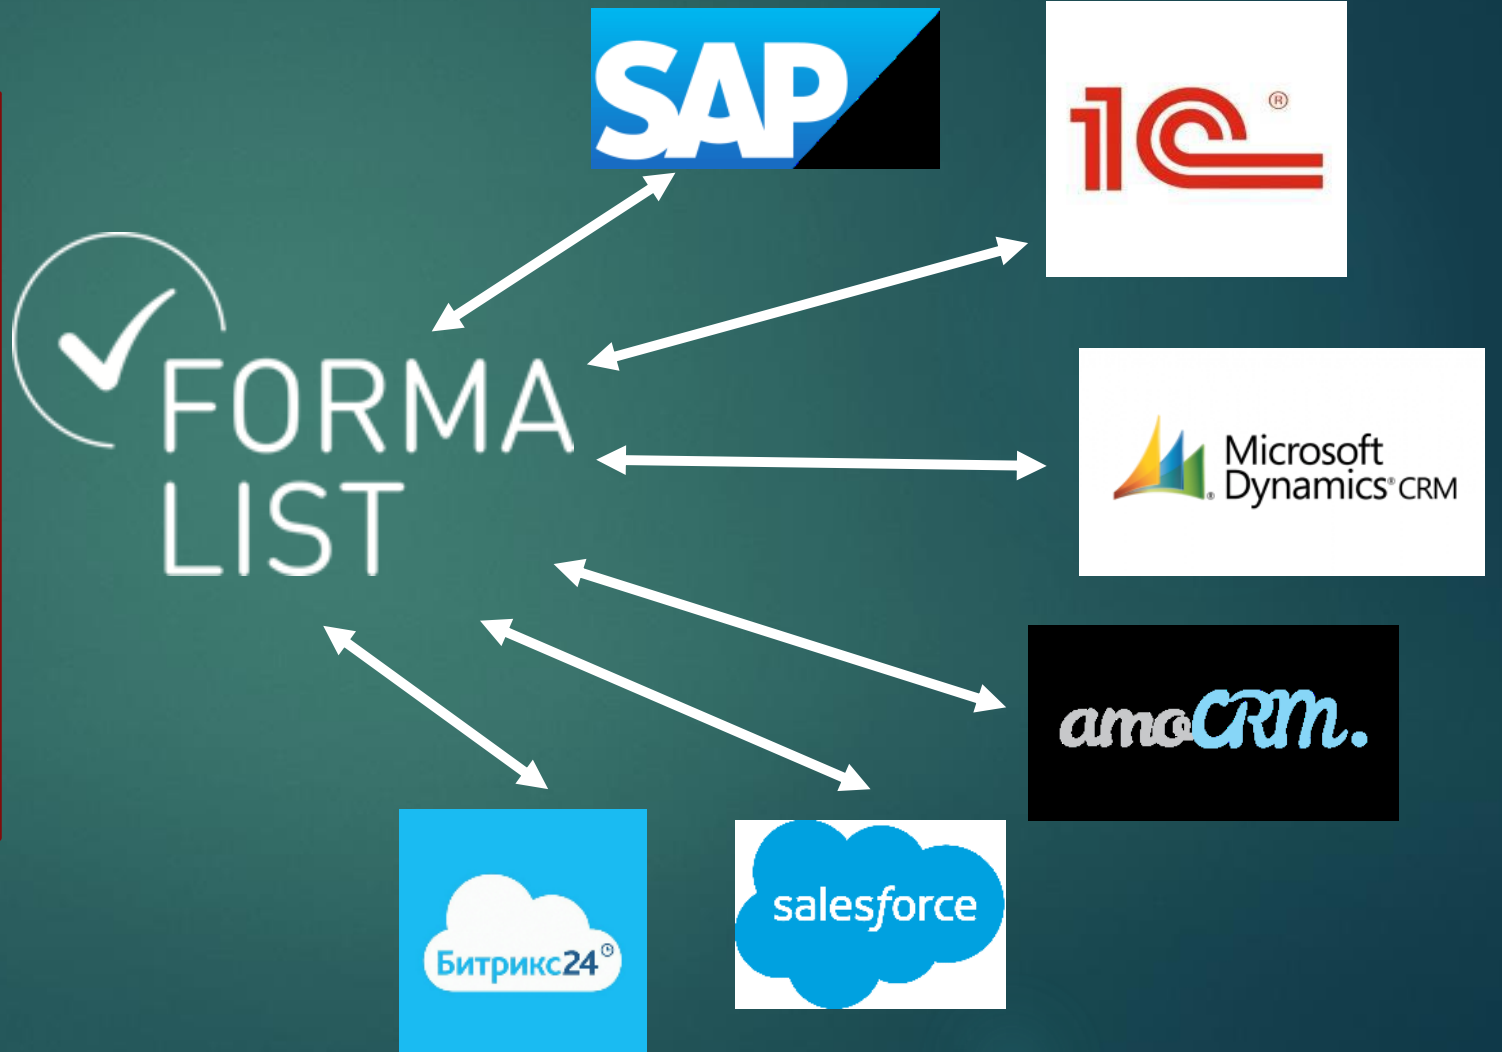 SAP
1C®
FORMA
LIST
Microsoft
Dynamics® CRM
amoCRM.
salesforce
Битрикс24